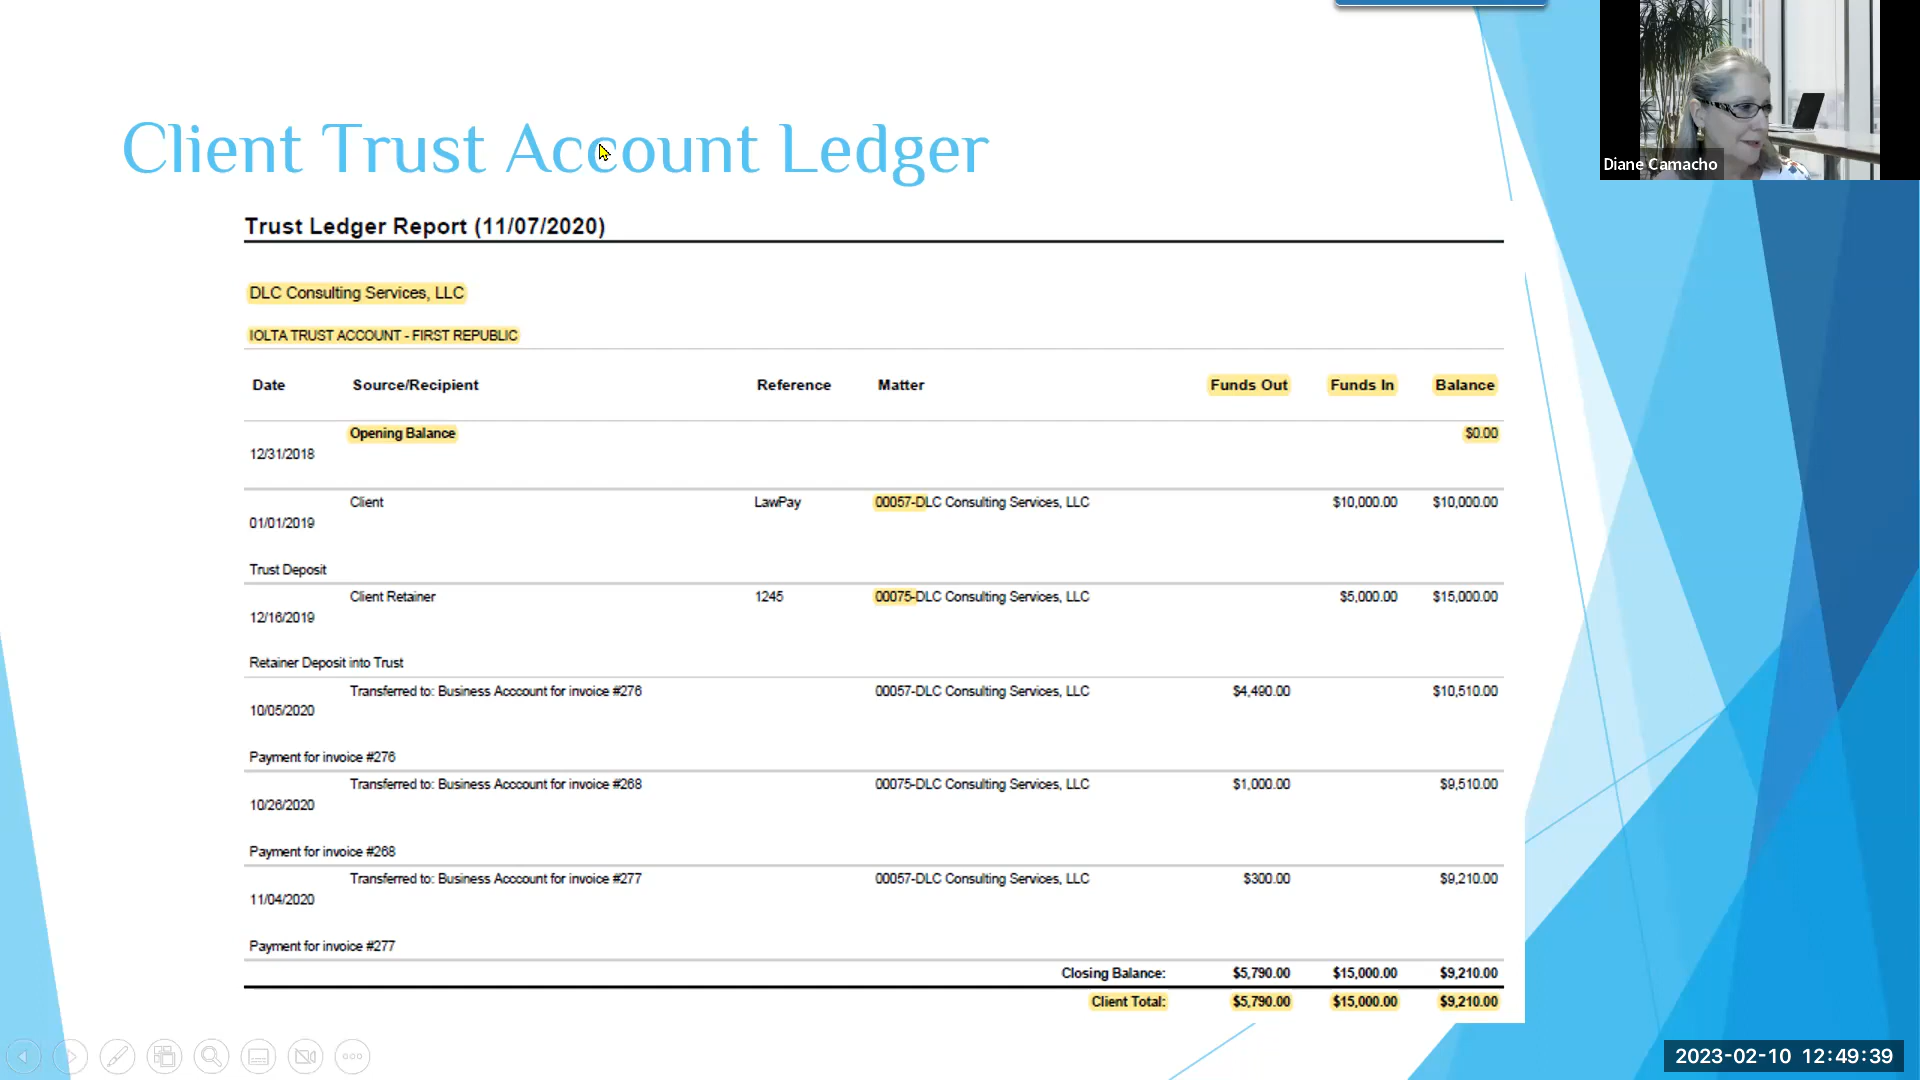 Diane Camacho
Client Trust Account Ledger
Trust Ledger Report (11/07/2020)
DLC Consulting Services, LLC
IOLTA TRUST ACCOUNT - FIRST REPUBLIC
Date Source/Recipient Reference Matter Funds Out Funds In Balance
Opening Balance $0.00
12/31/2018
Client LawPay 00057-DLC Consulting Services, LLC $10,000.00 $10,000.00
01/01/2019
Trust Deposit
Client Retainer 1245 00075-DLC Consulting Services, LLC $5,000.00 $15,000.00
12/16/2019
Retainer Deposit into Trust
Transferred to: Business Acccount for invoice #276 00057-DLC Consulting Services, LLC $4,490.00 $10,510.00
10/05/2020
Payment for invoice #276
Transferred to: Business Acccount for invoice #268 00075-DLC Consulting Services, LLC $1,000.00 $9,510.00
10/26/2020
Payment for invoice #268
Transferred to: Business Acccount for invoice #277 00057-DLC Consulting Services, LLC $300.00 $9,210.00
11/04/2020
Payment for invoice #277
Closing Balance: $5,790.00 $15,000.00 $9,210.00
Client Total: $5,790.00 $15,000.00 $9,210.00
2023-02-10 12:49:39